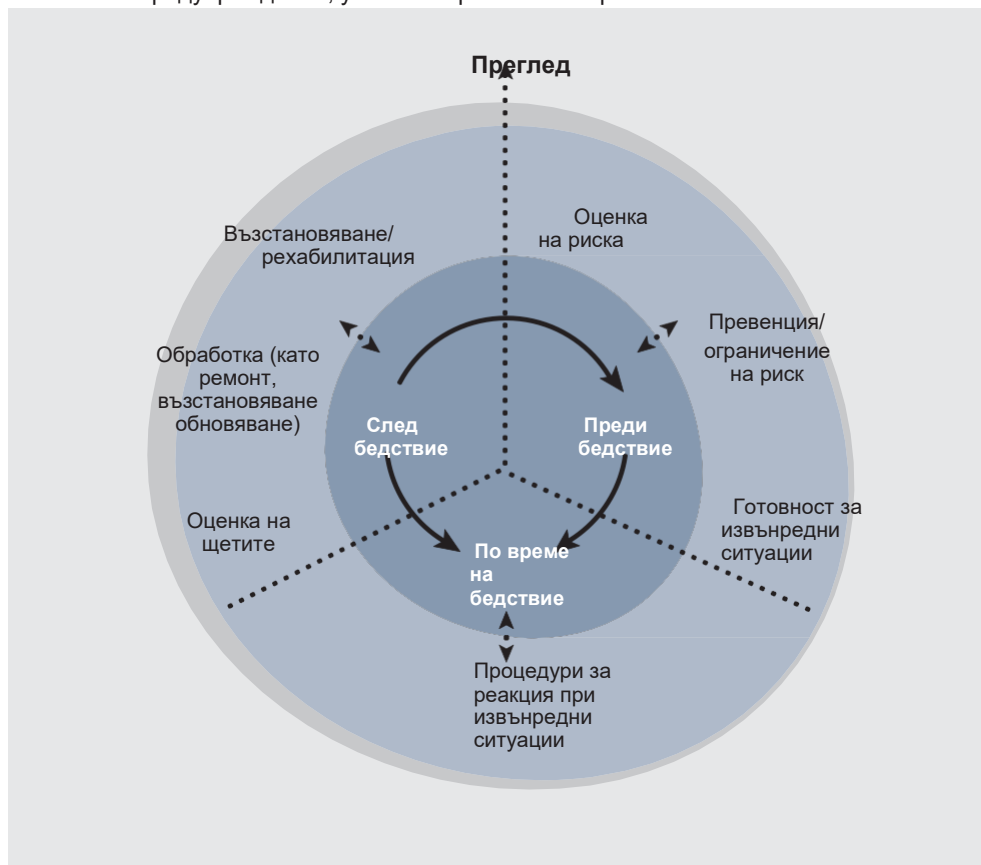 Преглед
Оценка
на риска
Възстановяване/
рехабилитация
Превенция/
ограничение
на риск
Обработка (като
ремонт,
възстановяване
обновяване)
След
бедствие
Преди
бедствие
Готовност за
извънредни
ситуации
Оценка на
щетите
По време
на
бедствие
Процедури за
реакция при
извънредни
ситуации